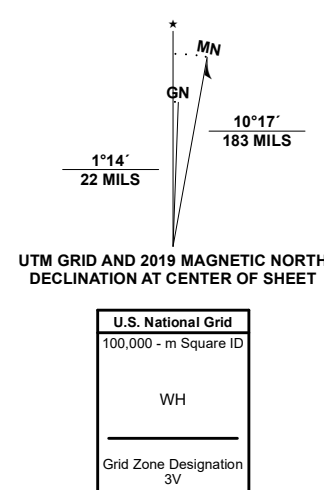 MN
GN
10°17´
183 MILS
1°14´
22 MILS
UTM GRID AND 2019 MAGNETIC NORTH
DECLINATION AT CENTER OF SHEET
U.S. National Grid
100,000 - m Square ID
WH
Grid Zone Designation
3V